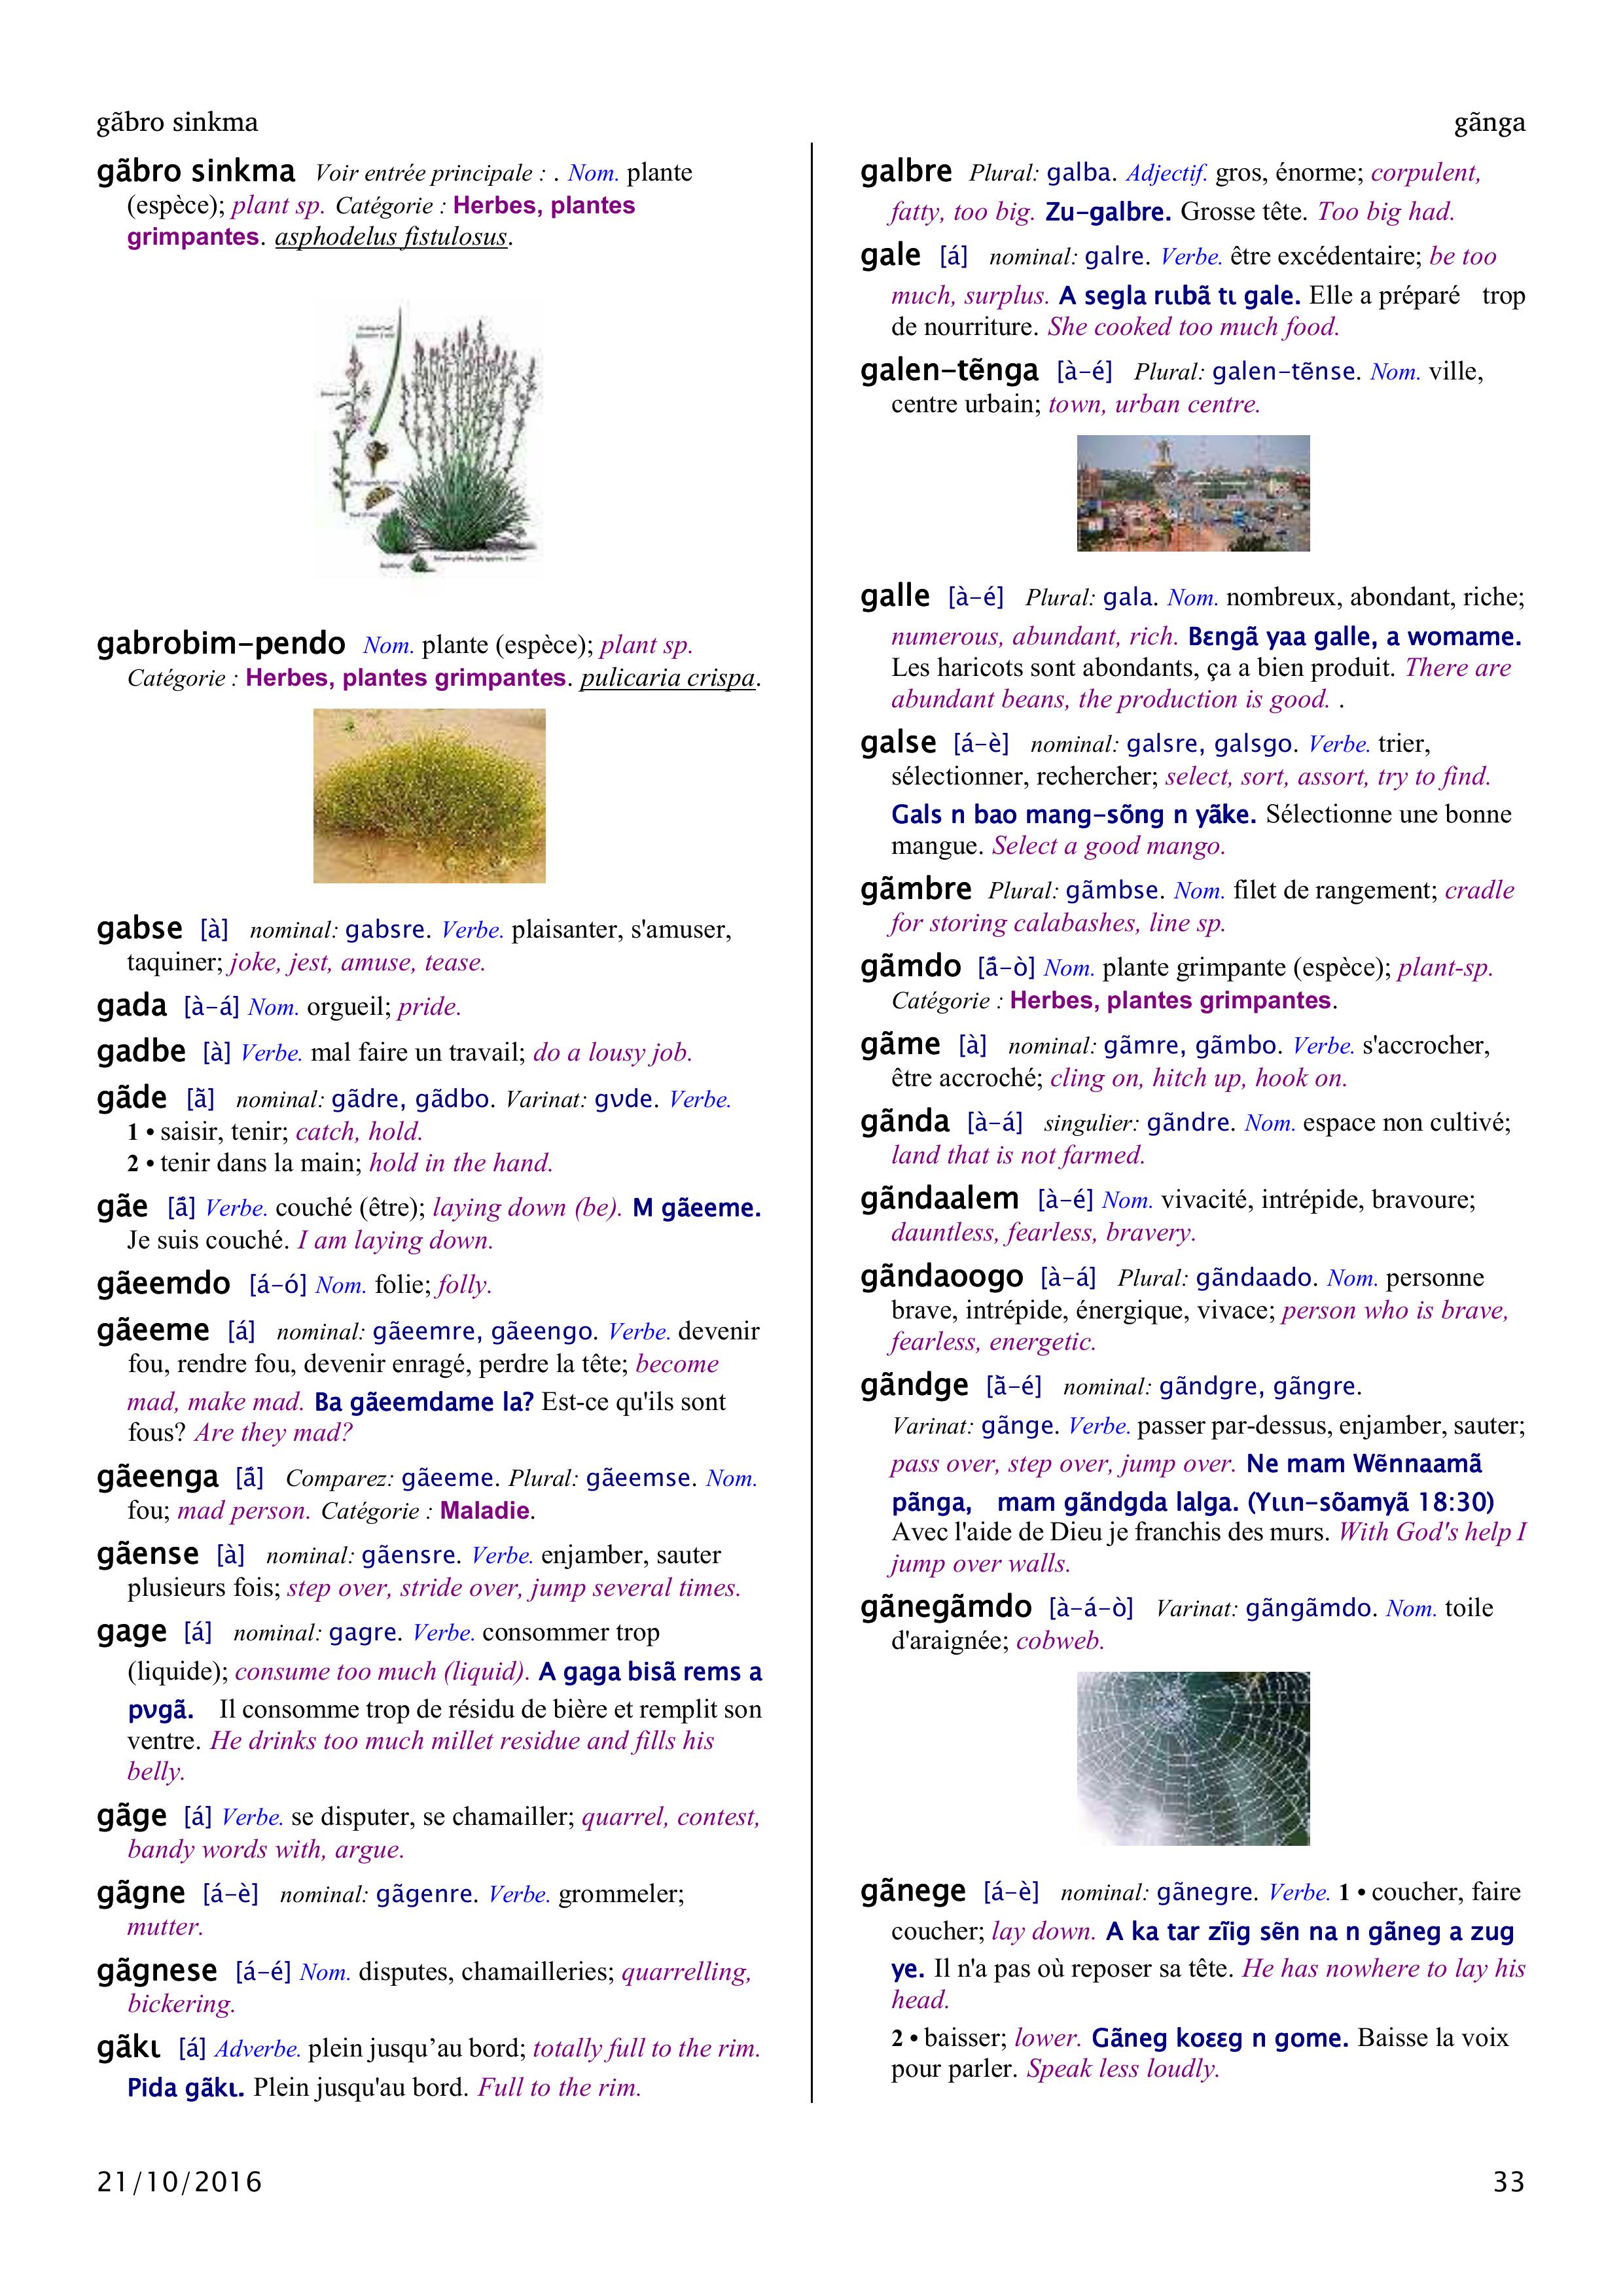 gãbro sinkma
gãnga
gãbro sinkma Voir entrée principale : . Nom. plante
(espèce); plant sp. Catégorie : Herbes, plantes
grimpantes. asphodelus fistulosus.
gabrobim–pendo Nom. plante (espèce); plant sp.
Catégorie : Herbes, plantes grimpantes. pulicaria crispa.
gabse [à] nominal: gabsre. Verbe. plaisanter, s'amuser,
taquiner; joke, jest, amuse, tease.
gada [à–á] Nom. orgueil; pride.
gadbe [à] Verbe. mal faire un travail; do a lousy job.
gãde [ã̀] nominal: gãdre, gãdbo. Varinat: gʋde. Verbe.
1 • saisir, tenir; catch, hold.
2 • tenir dans la main; hold in the hand.
gãe [ã́] Verbe. couché (être); laying down (be). M gãeeme.
Je suis couché. I am laying down.
gãeemdo [á–ó] Nom. folie; folly.
gãeeme [á] nominal: gãeemre, gãeengo. Verbe. devenir
fou, rendre fou, devenir enragé, perdre la tête; become
mad, make mad. Ba gãeemdame la? Est-ce qu'ils sont
fous? Are they mad?
gãeenga [ã́] Comparez: gãeeme. Plural: gãeemse. Nom.
fou; mad person. Catégorie : Maladie.
gãense [à] nominal: gãensre. Verbe. enjamber, sauter
plusieurs fois; step over, stride over, jump several times.
gage [á] nominal: gagre. Verbe. consommer trop
(liquide); consume too much (liquid). A gaga bisã rems a
pʋgã. Il consomme trop de résidu de bière et remplit son
ventre. He drinks too much millet residue and fills his
belly.
gãge [á] Verbe. se disputer, se chamailler; quarrel, contest,
bandy words with, argue.
gãgne [á–è] nominal: gãgenre. Verbe. grommeler;
mutter.
gãgnese [á–é] Nom. disputes, chamailleries; quarrelling,
bickering.
gãkɩ [á] Adverbe. plein jusqu’au bord; totally full to the rim.
Pida gãkɩ. Plein jusqu'au bord. Full to the rim.
galbre Plural: galba. Adjectif. gros, énorme; corpulent,
fatty, too big. Zu–galbre. Grosse tête. Too big had.
gale [á] nominal: galre. Verbe. être excédentaire; be too
much, surplus. A segla rɩɩbã tɩ gale. Elle a préparé trop
de nourriture. She cooked too much food.
galen–tẽnga [à–é] Plural: galen–tẽnse. Nom. ville,
centre urbain; town, urban centre.
galle [à–é] Plural: gala. Nom. nombreux, abondant, riche;
numerous, abundant, rich. Bɛngã yaa galle, a womame.
Les haricots sont abondants, ça a bien produit. There are
abundant beans, the production is good. .
galse [á–è] nominal: galsre, galsgo. Verbe. trier,
sélectionner, rechercher; select, sort, assort, try to find.
Gals n bao mang–sõng n yãke. Sélectionne une bonne
mangue. Select a good mango.
gãmbre Plural: gãmbse. Nom. filet de rangement; cradle
for storing calabashes, line sp.
gãmdo [ã́–ò] Nom. plante grimpante (espèce); plant-sp.
Catégorie : Herbes, plantes grimpantes.
gãme [à] nominal: gãmre, gãmbo. Verbe. s'accrocher,
être accroché; cling on, hitch up, hook on.
gãnda [à–á] singulier: gãndre. Nom. espace non cultivé;
land that is not farmed.
gãndaalem [à–é] Nom. vivacité, intrépide, bravoure;
dauntless, fearless, bravery.
gãndaoogo [à–á] Plural: gãndaado. Nom. personne
brave, intrépide, énergique, vivace; person who is brave,
fearless, energetic.
gãndge [ã̀–é] nominal: gãndgre, gãngre.
Varinat: gãnge. Verbe. passer par-dessus, enjamber, sauter;
pass over, step over, jump over. Ne mam Wẽnnaamã
pãnga, mam gãndgda lalga. (Yɩɩn–sõamyã 18:30)
Avec l'aide de Dieu je franchis des murs. With God's help I
jump over walls.
gãnegãmdo [à–á–ò] Varinat: gãngãmdo. Nom. toile
d'araignée; cobweb.
gãnege [á–è] nominal: gãnegre. Verbe. 1 • coucher, faire
coucher; lay down. A ka tar zĩig sẽn na n gãneg a zug
ye. Il n'a pas où reposer sa tête. He has nowhere to lay his
head.
2 • baisser; lower. Gãneg koɛɛg n gome. Baisse la voix
pour parler. Speak less loudly.
21/10/2016
33